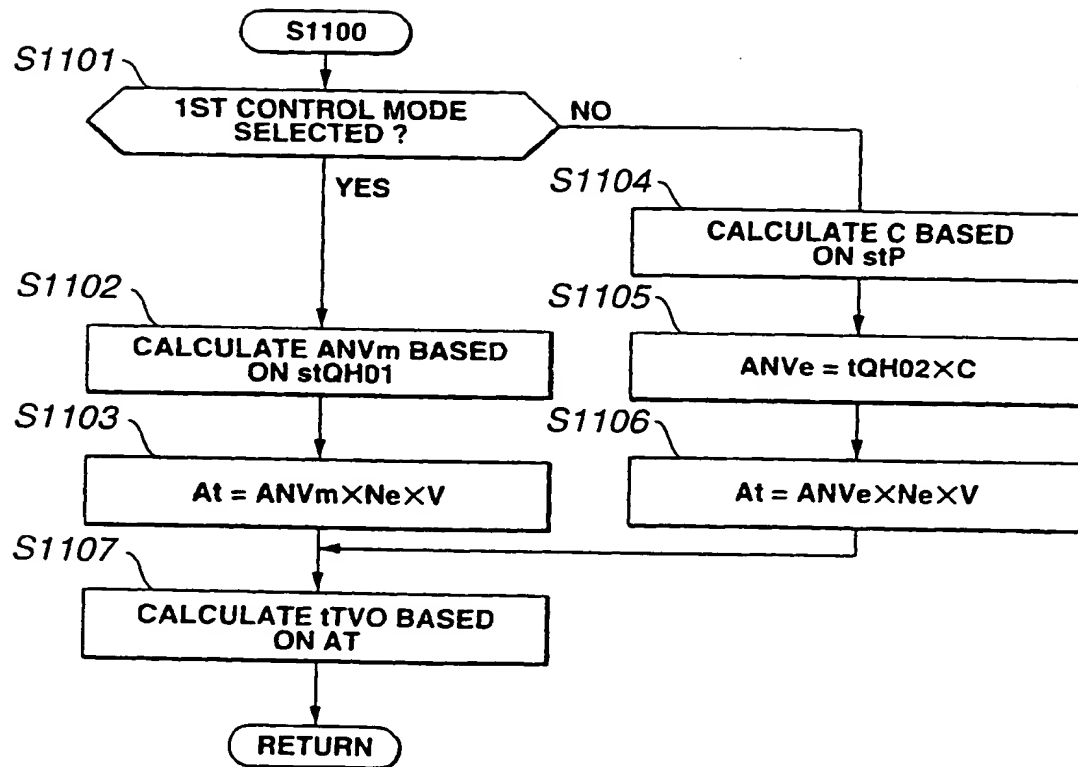 S1100
S1101
1ST CONTROL MODE
SELECTED ?
NO
YES
S1104
CALCULATE C BASED
ON stP
S1102
CALCULATE ANVm BASED
ON stQH01
S1105
ANVe = tQH02×C
S1103
At = ANVm×Ne×V
S1106
At = ANVe×Ne×V
S1107
CALCULATE tTVO BASED
ON AT
RETURN